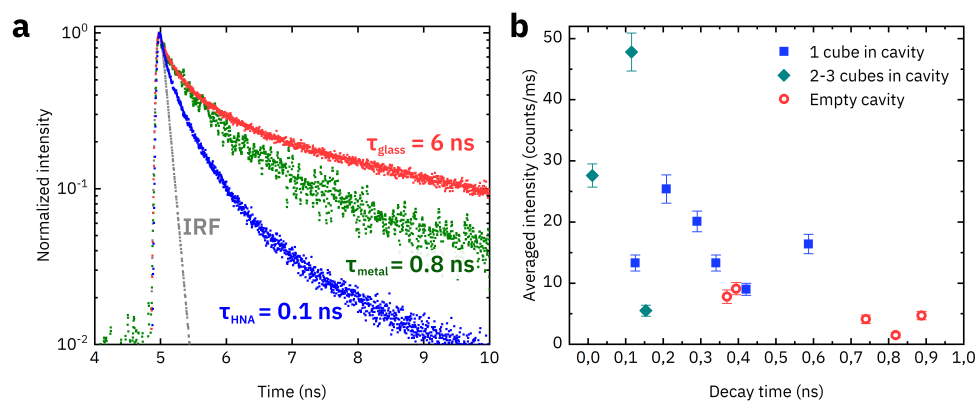 a
Normalized intensity
10⁰
10⁻¹
10⁻²
τglass = 6 ns
τmetal = 0.8 ns
τHNA = 0.1 ns
IRF
4 5 6 7 8 9 10
Time (ns)
b
Averaged intensity (counts/ms)
50
40
30
20
10
0
1 cube in cavity
2-3 cubes in cavity
Empty cavity
0,0 0,1 0,2 0,3 0,4 0,5 0,6 0,7 0,8 0,9 1,0
Decay time (ns)